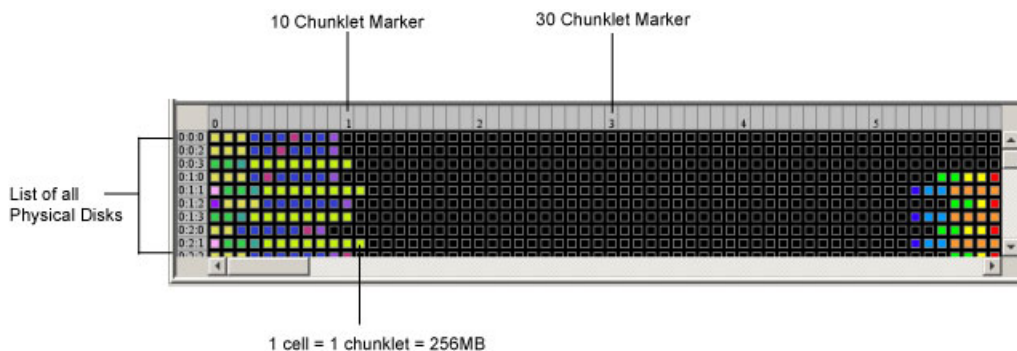 10 Chunklet Marker
30 Chunklet Marker
0 1 2 3 4 5
0:0:0
0:0:2
0:0:3
0:1:0
0:1:1
0:1:2
0:1:3
0:2:0
0:2:1
List of all
Physical Disks
1 cell = 1 chunklet = 256MB